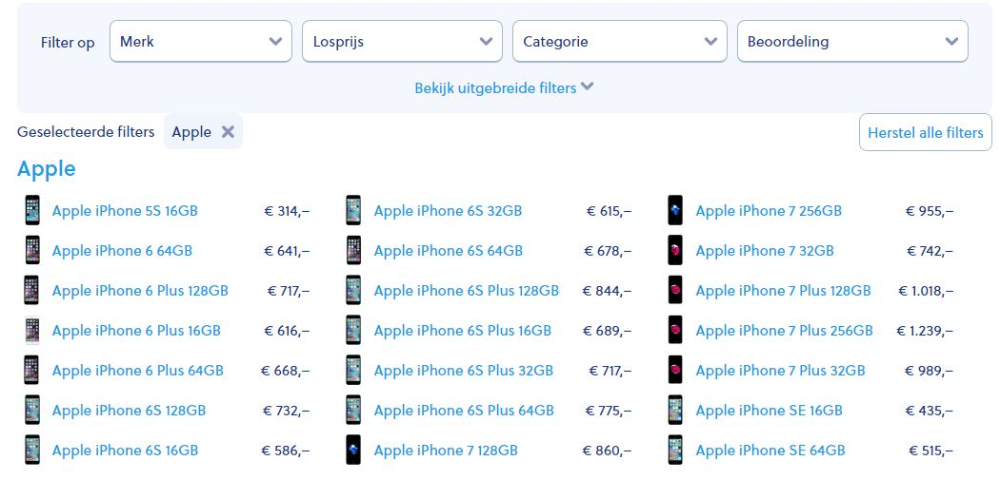 Filter op Merk Losprijs Categorie Beoordeling
Bekijk uitgebreide filters
Geselecteerde filters Apple Herstel alle filters
Apple
Apple iPhone 5S 16GB € 314,–
Apple iPhone 6 64GB € 641,–
Apple iPhone 6 Plus 128GB € 717,–
Apple iPhone 6 Plus 16GB € 616,–
Apple iPhone 6 Plus 64GB € 668,–
Apple iPhone 6S 128GB € 732,–
Apple iPhone 6S 16GB € 586,–
Apple iPhone 6S 32GB € 615,–
Apple iPhone 6S 64GB € 678,–
Apple iPhone 6S Plus 128GB € 844,–
Apple iPhone 6S Plus 16GB € 689,–
Apple iPhone 6S Plus 32GB € 717,–
Apple iPhone 6S Plus 64GB € 775,–
Apple iPhone 7 128GB € 860,–
Apple iPhone 7 256GB € 955,–
Apple iPhone 7 32GB € 742,–
Apple iPhone 7 Plus 128GB € 1.018,–
Apple iPhone 7 Plus 256GB € 1.239,–
Apple iPhone 7 Plus 32GB € 989,–
Apple iPhone SE 16GB € 435,–
Apple iPhone SE 64GB € 515,–